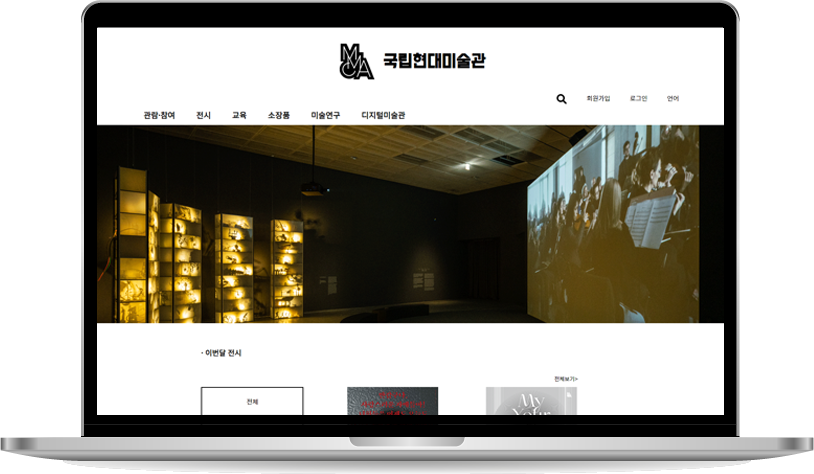 MMCA 국립현대미술관
회원가입 로그인 언어
관람·참여 전시 교육 소장품 미술연구 디지털미술관
· 이번달 전시
전체보기>
전체
My
Your